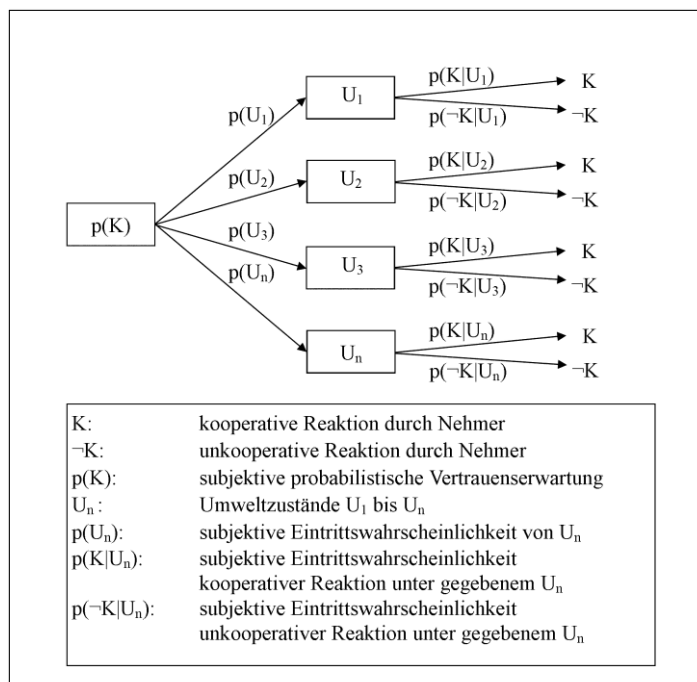 p(K|U₁)
K
U₁
p(U₁)
p(¬K|U₁)
¬K
p(K|U₂)
K
p(U₂)
U₂
p(¬K|U₂)
¬K
p(K)
p(U₃)
p(K|U₃)
K
p(Uₙ)
U₃
p(¬K|U₃)
¬K
p(K|Uₙ)
K
Uₙ
p(¬K|Uₙ)
¬K
K: kooperative Reaktion durch Nehmer
¬K: unkooperative Reaktion durch Nehmer
p(K): subjektive probabilistische Vertrauenserwartung
Uₙ: Umweltzustände U₁ bis Uₙ
p(Uₙ): subjektive Eintrittswahrscheinlichkeit von Uₙ
p(K|Uₙ): subjektive Eintrittswahrscheinlichkeit
kooperativer Reaktion unter gegebenem Uₙ
p(¬K|Uₙ): subjektive Eintrittswahrscheinlichkeit
unkooperativer Reaktion unter gegebenem Uₙ